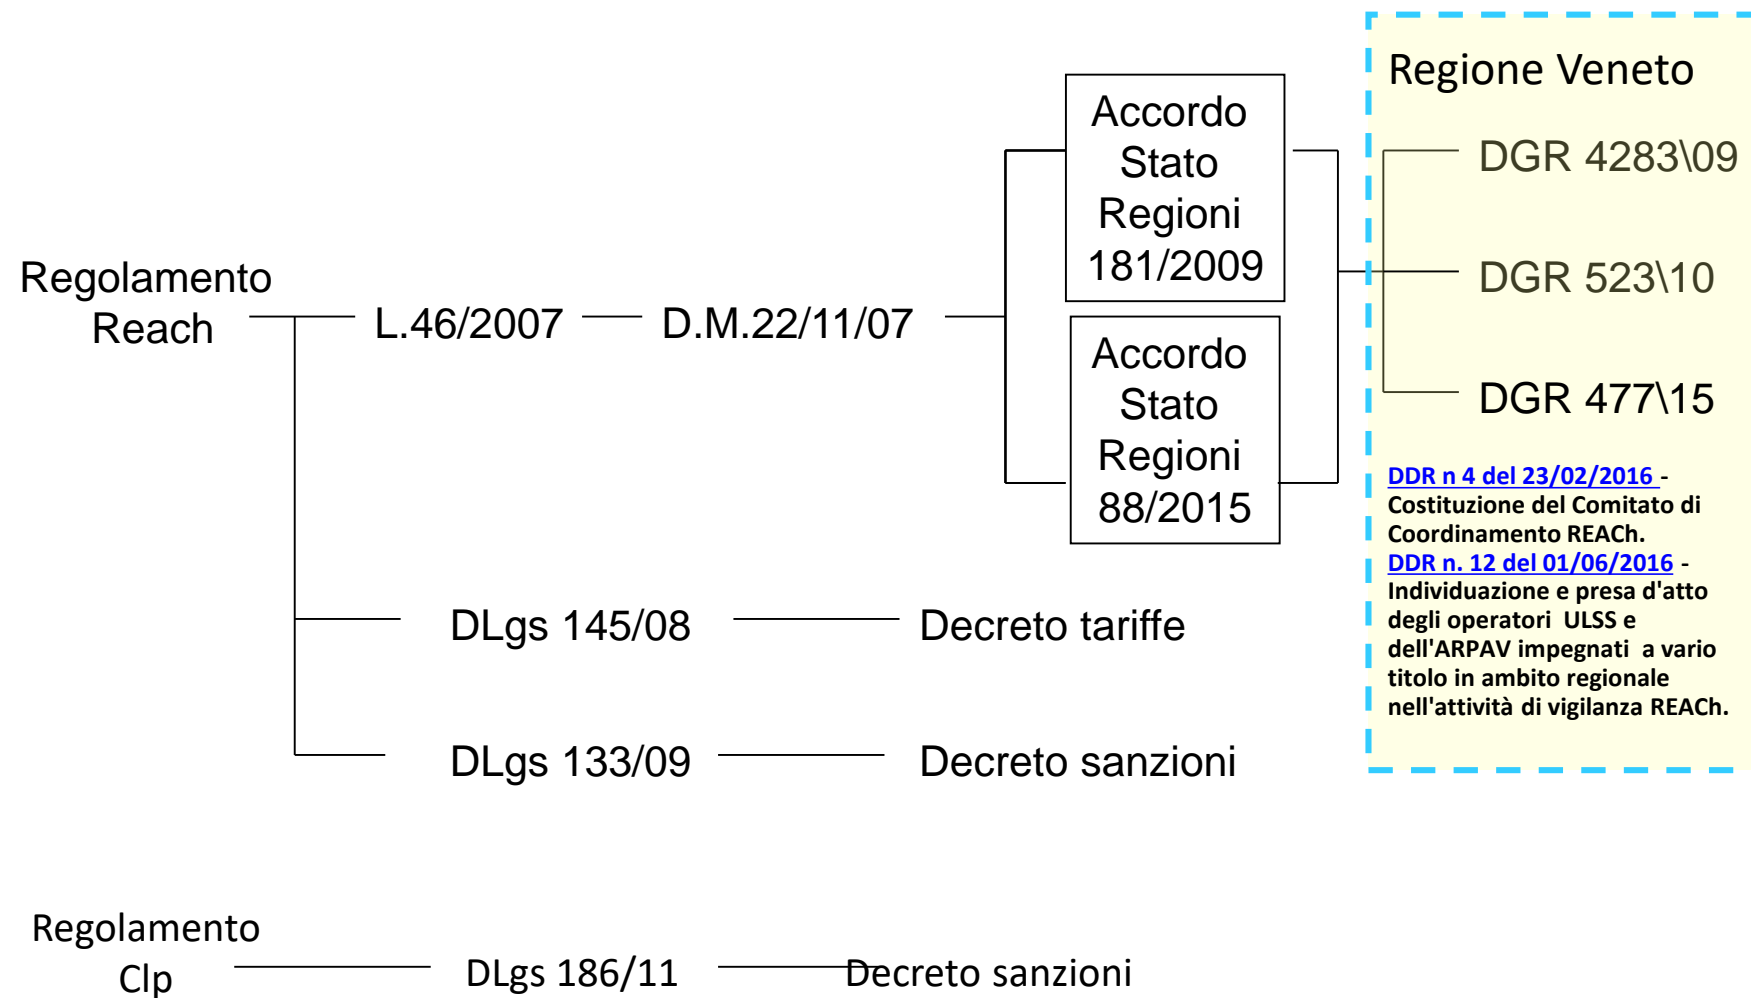 Regolamento
Reach
L.46/2007
D.M.22/11/07
Accordo
Stato
Regioni
181/2009
Accordo
Stato
Regioni
88/2015
Regione Veneto
DGR 4283\09
DGR 523\10
DGR 477\15
DDR n 4 del 23/02/2016 -
Costituzione del Comitato di
Coordinamento REACh.
DDR n. 12 del 01/06/2016 -
Individuazione e presa d'atto
degli operatori ULSS e
dell'ARPAV impegnati a vario
titolo in ambito regionale
nell'attività di vigilanza REACh.
DLgs 145/08
Decreto tariffe
DLgs 133/09
Decreto sanzioni
Regolamento
Clp
DLgs 186/11
Decreto sanzioni